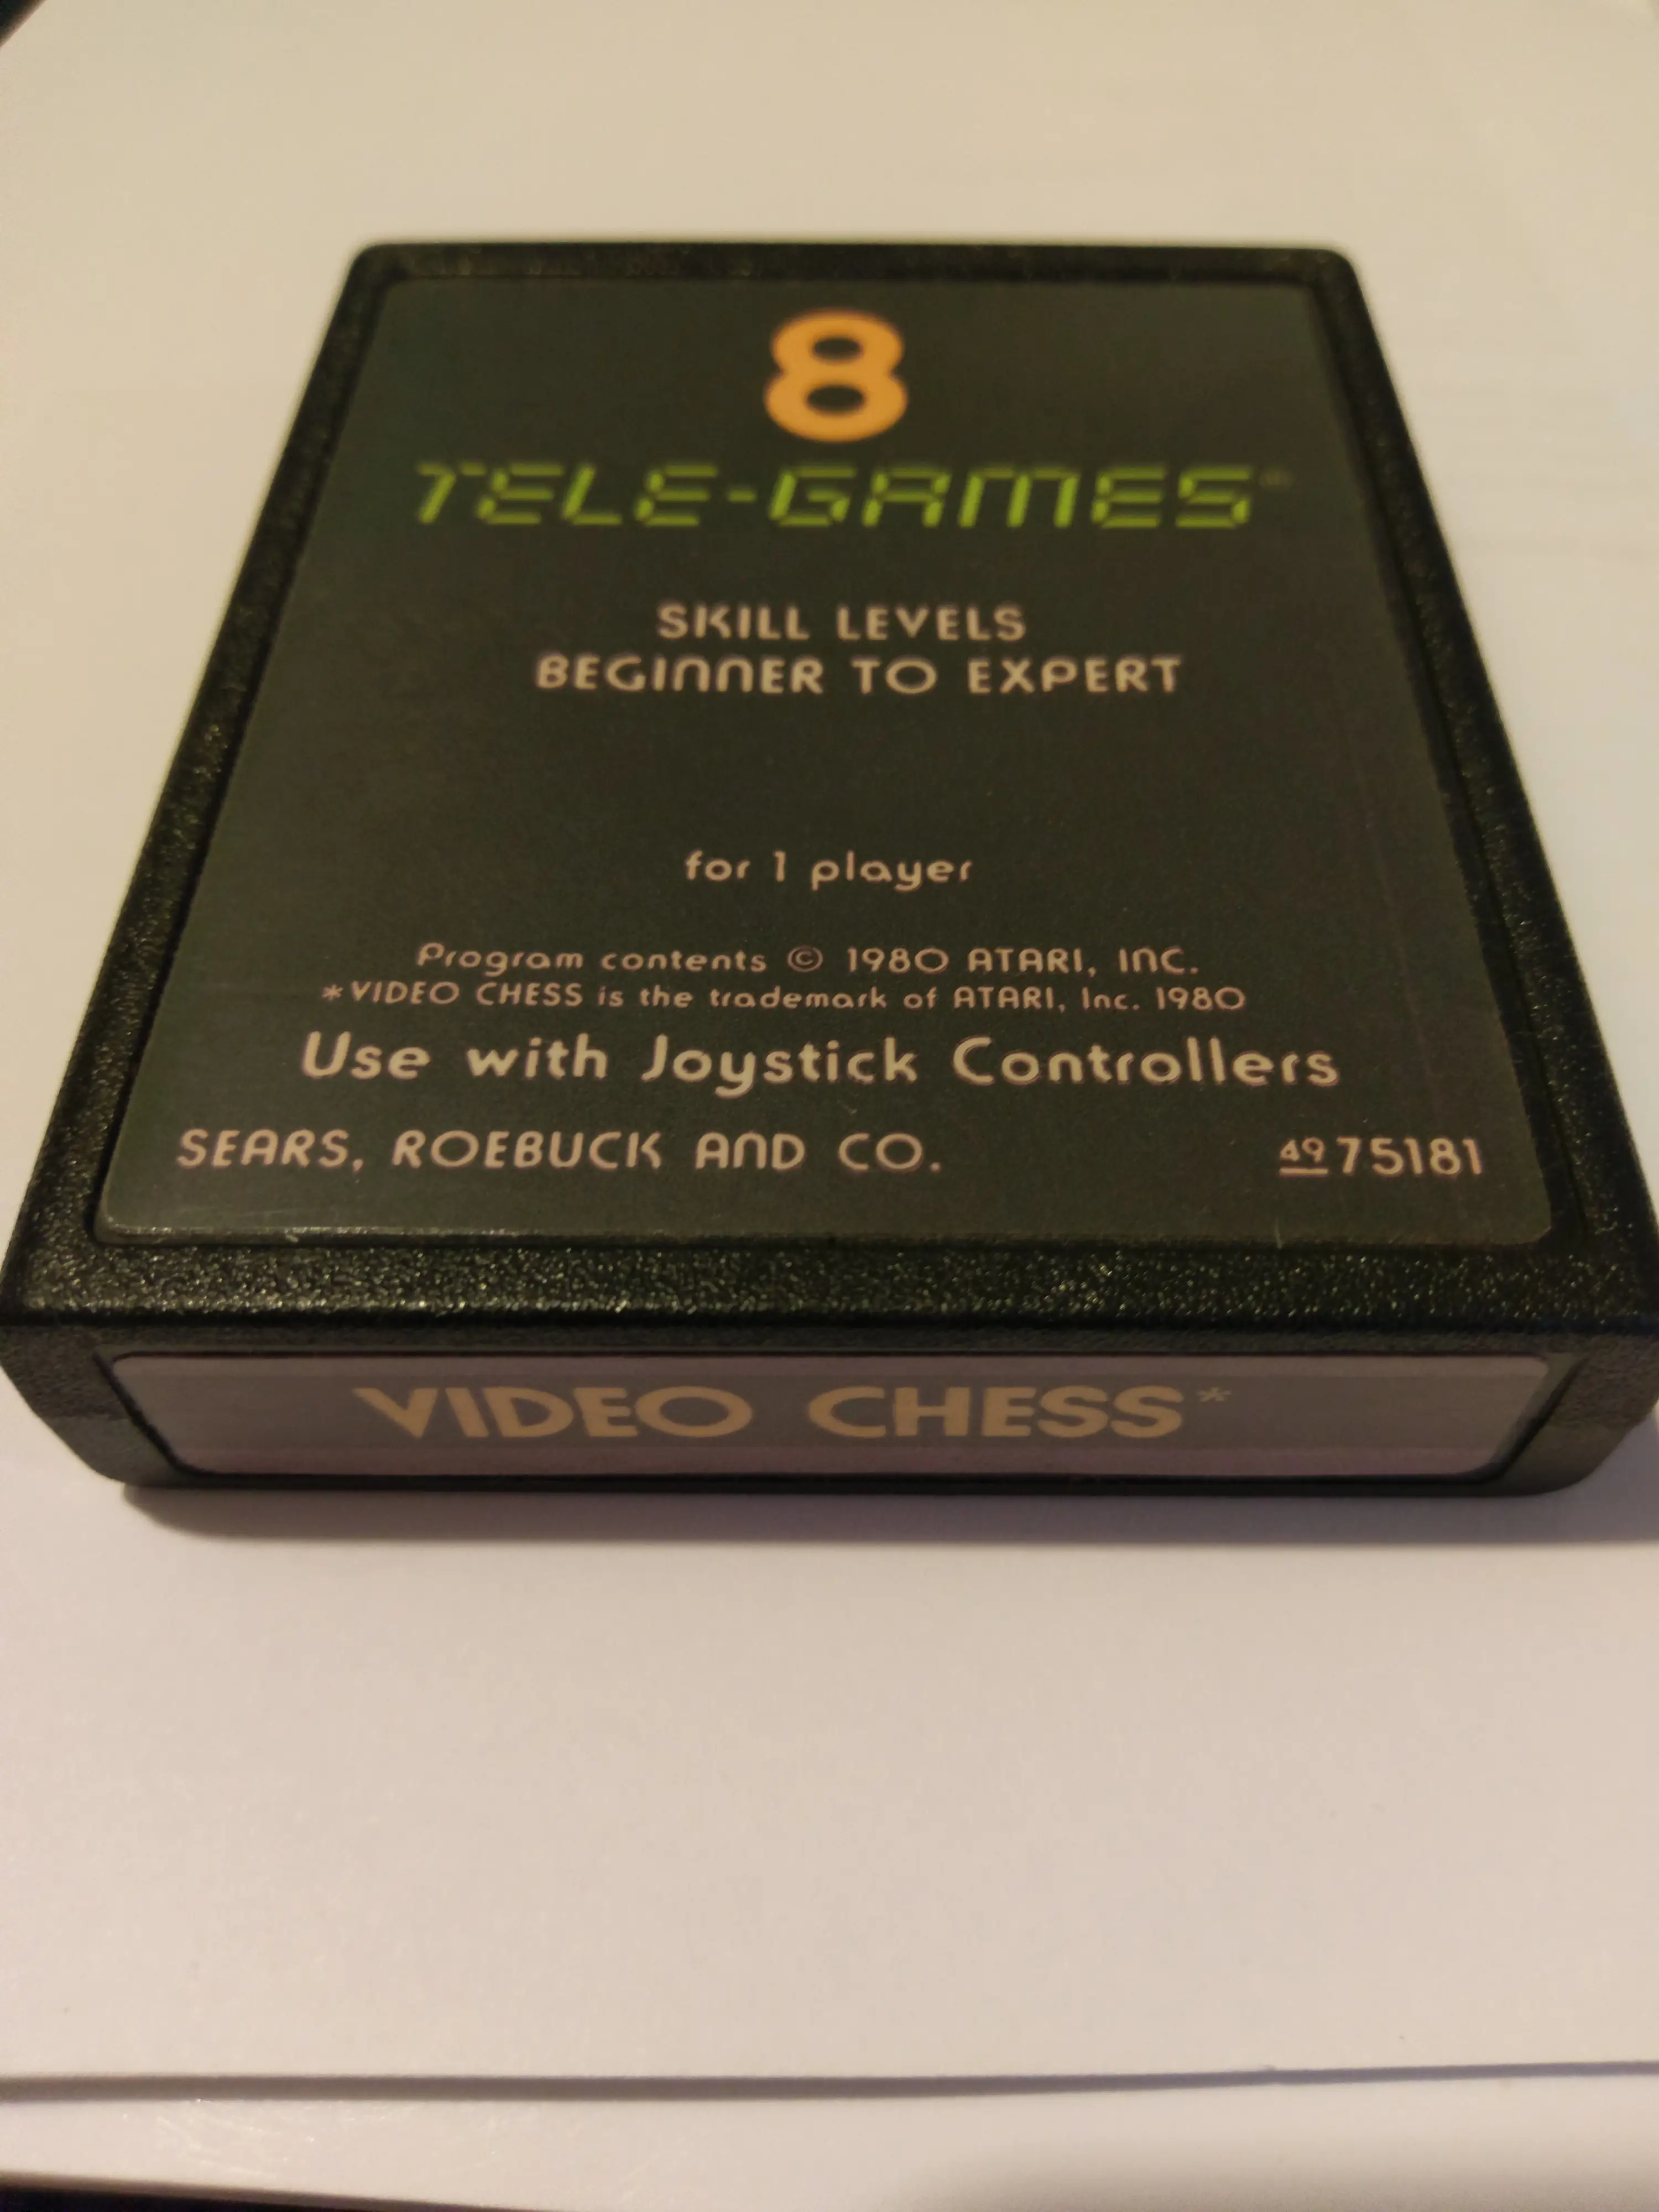 8
TELE-GAMES®
SKILL LEVELS
BEGINNER TO EXPERT
for 1 player
Program contents © 1980 ATARI, INC.
*VIDEO CHESS is the trademark of ATARI, Inc. 1980
Use with Joystick Controllers
SEARS, ROEBUCK AND CO. 49 75181
VIDEO CHESS*